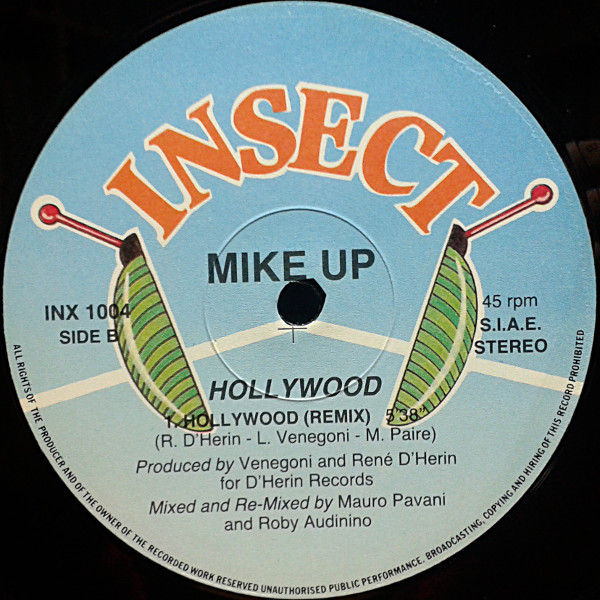 INSECT
MIKE UP
INX 1004
SIDE B
45 rpm
S.I.A.E.
STEREO
HOLLYWOOD
1. HOLLYWOOD (REMIX) 5'38"
(R. D'Herin - L. Venegoni - M. Paire)
Produced by Venegoni and René D'Herin
for D'Herin Records
Mixed and Re-Mixed by Mauro Pavani
and Roby Audinino
ALL RIGHTS OF THE PRODUCER AND OF THE OWNER OF THE RECORDED WORK RESERVED UNAUTHORISED PUBLIC PERFORMANCE. BROADCASTING, COPYING AND HIRING OF THIS RECORD PROHIBITED